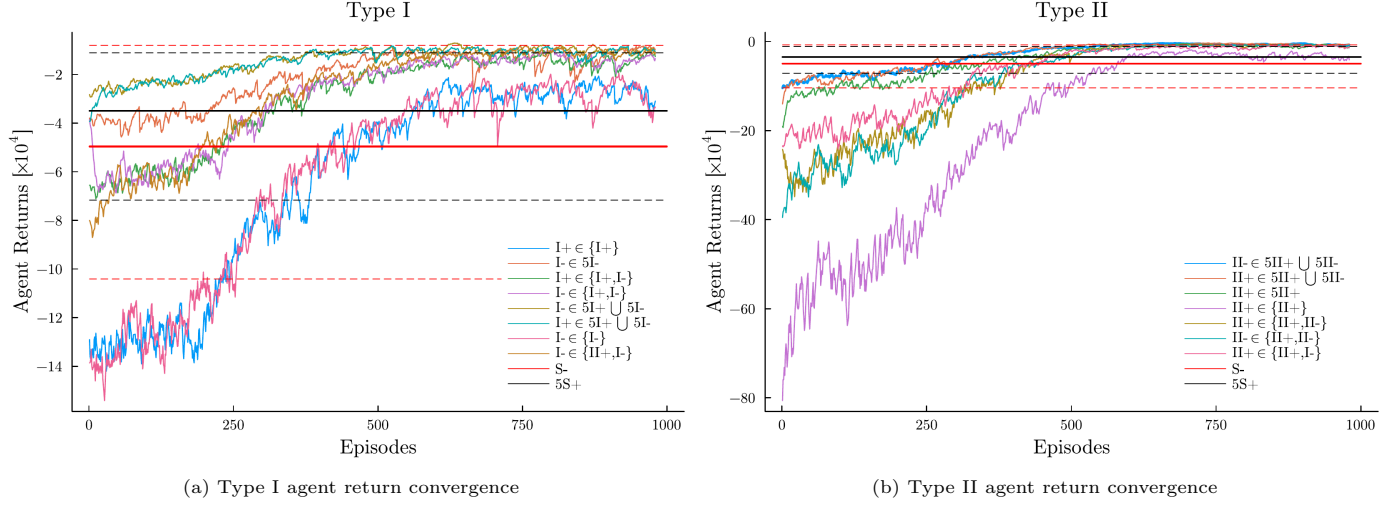 Type I
Agent Returns [×10⁴]
−2
−4
−6
−8
−10
−12
−14
0
250
500
750
1000
Episodes
I+ ∈ {I+}
I- ∈ 5I-
I+ ∈ {I+,I-}
I- ∈ {I+,I-}
I- ∈ 5I+ ⋃ 5I-
I+ ∈ 5I+ ⋃ 5I-
I- ∈ {I-}
I- ∈ {II+,I-}
S-
5S+
(a) Type I agent return convergence
Type II
Agent Returns [×10⁴]
0
−20
−40
−60
−80
0
250
500
750
1000
Episodes
II- ∈ 5II+ ⋃ 5II-
II+ ∈ 5II+ ⋃ 5II-
II+ ∈ 5II+
II+ ∈ {II+}
II+ ∈ {II+,II-}
II- ∈ {II+,II-}
II+ ∈ {II+,I-}
S-
5S+
(b) Type II agent return convergence